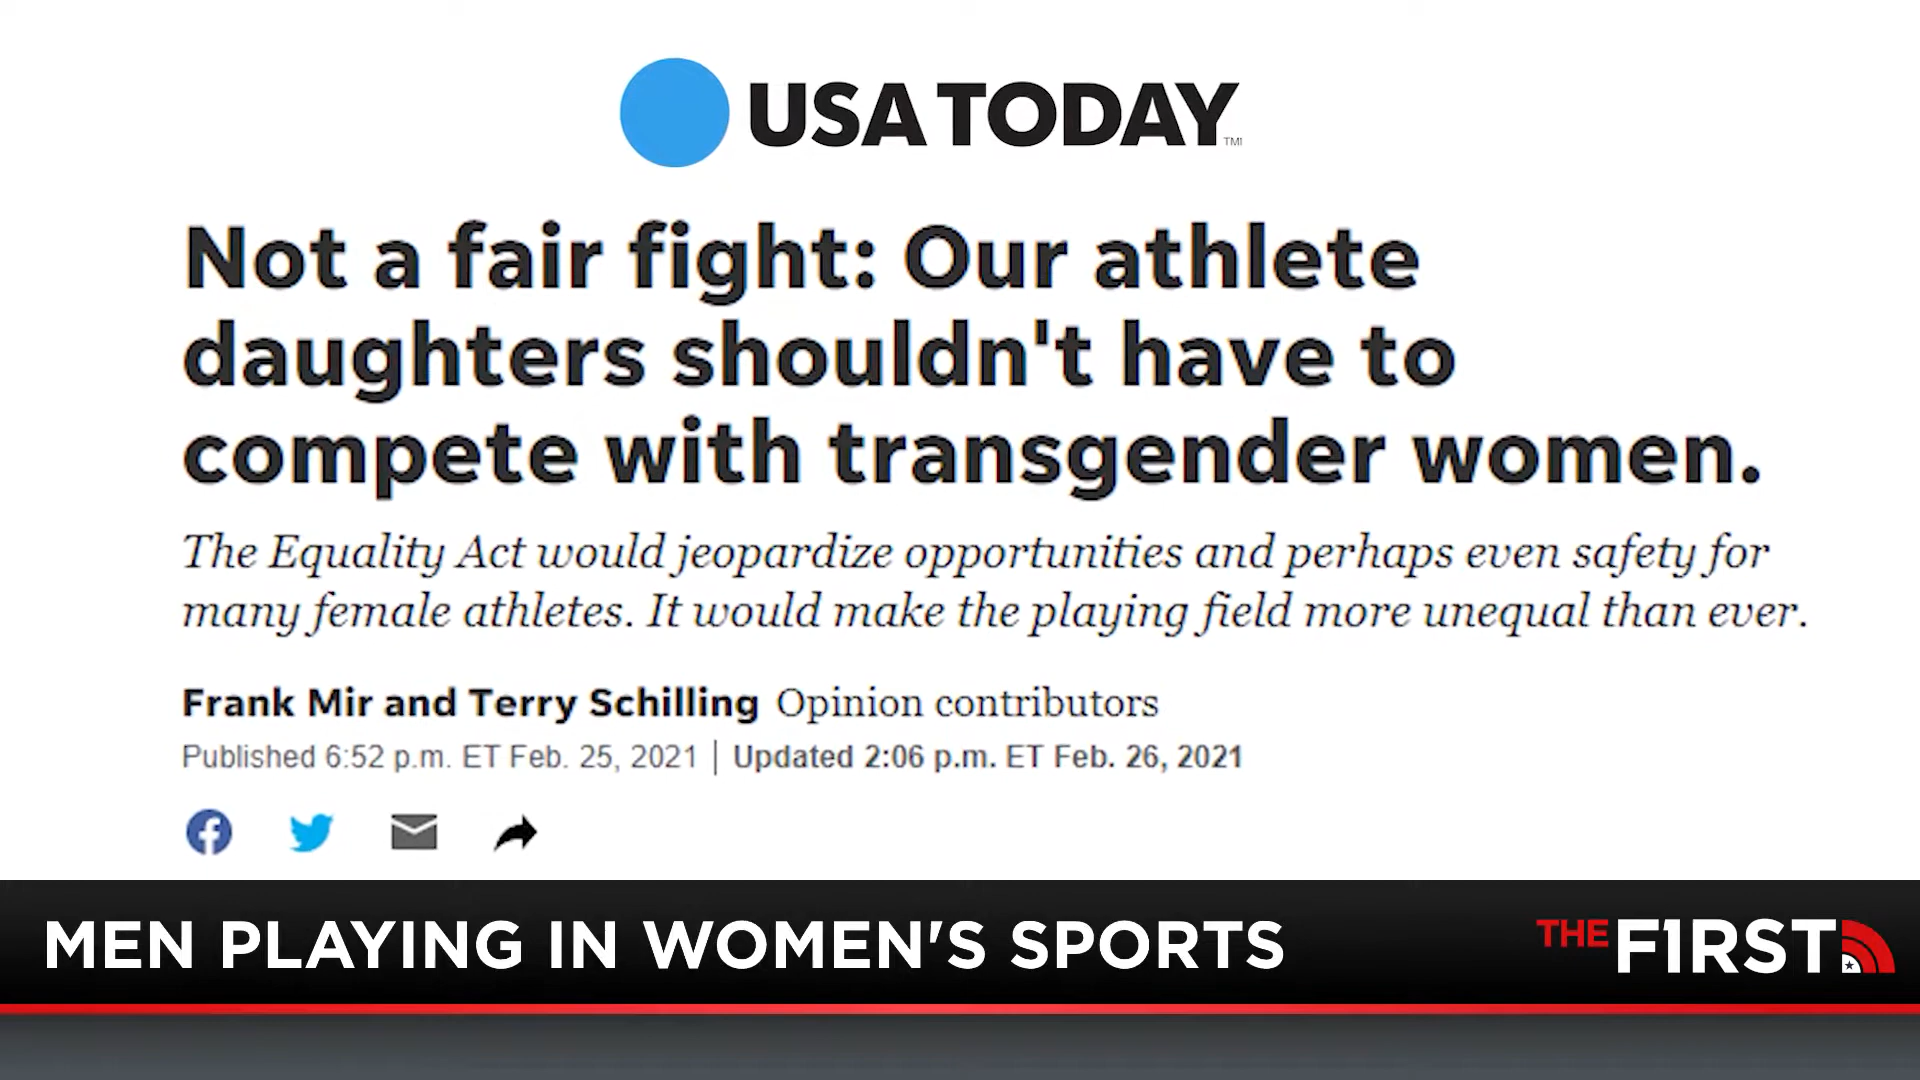 USA TODAY™
Not a fair fight: Our athlete
daughters shouldn't have to
compete with transgender women.
The Equality Act would jeopardize opportunities and perhaps even safety for
many female athletes. It would make the playing field more unequal than ever.
Frank Mir and Terry Schilling Opinion contributors
Published 6:52 p.m. ET Feb. 25, 2021 | Updated 2:06 p.m. ET Feb. 26, 2021
MEN PLAYING IN WOMEN'S SPORTS
THE F1RST